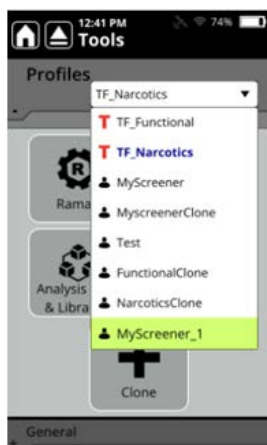 12:41 PM
74%
Tools
Profiles
TF_Narcotics
T TF_Functional
T TF_Narcotics
MyScreener
MyscreenerClone
Test
FunctionalClone
NarcoticsClone
MyScreener_1
R
Rama
Analysis
& Libra
Clone
General